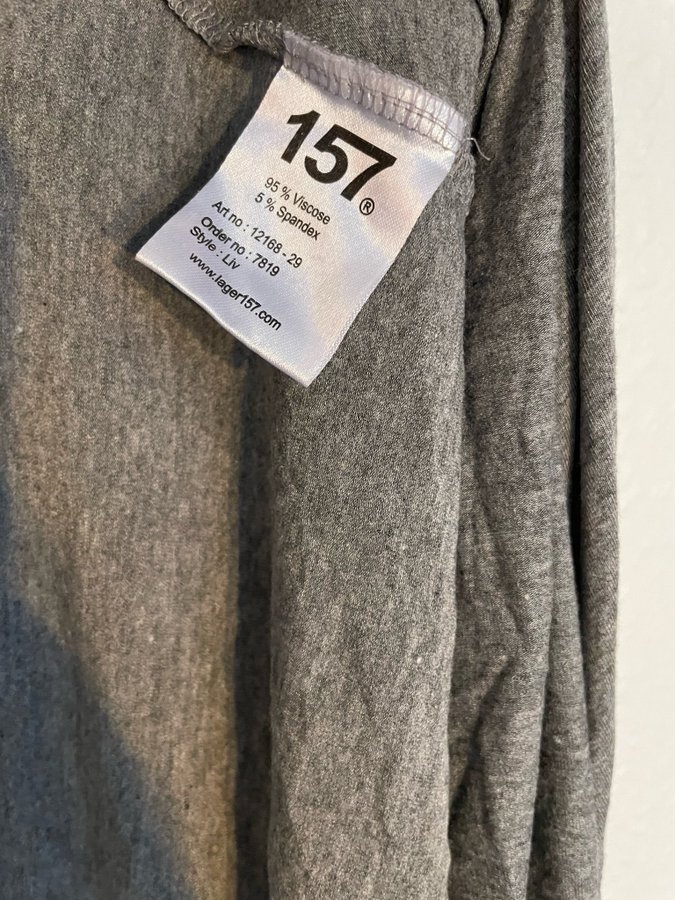 157®
95 % Viscose
5 % Spandex
Art no : 12168 - 29
Order no : 7819
Style : Liv
www.lager157.com